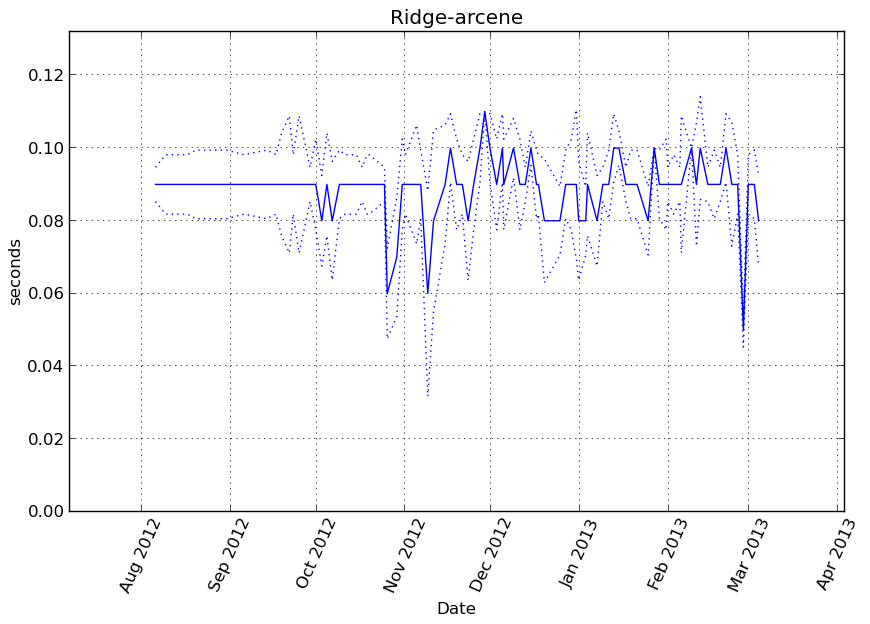 Ridge-arcene
0.12
0.10
0.08
0.06
0.04
0.02
0.00
seconds
Aug 2012
Sep 2012
Oct 2012
Nov 2012
Dec 2012
Jan 2013
Feb 2013
Mar 2013
Apr 2013
Date